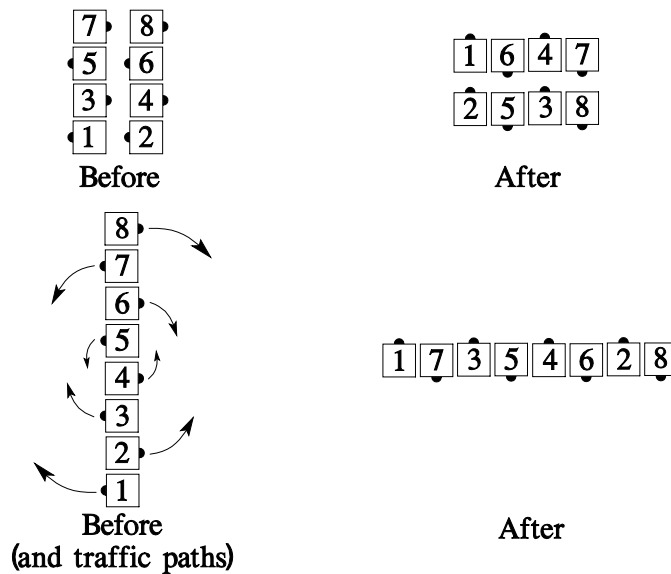 7 8
5 6
3 4
1 2
Before
1 6 4 7
2 5 3 8
After
8
7
6
5
4
3
2
1
Before
(and traffic paths)
1 7 3 5 4 6 2 8
After